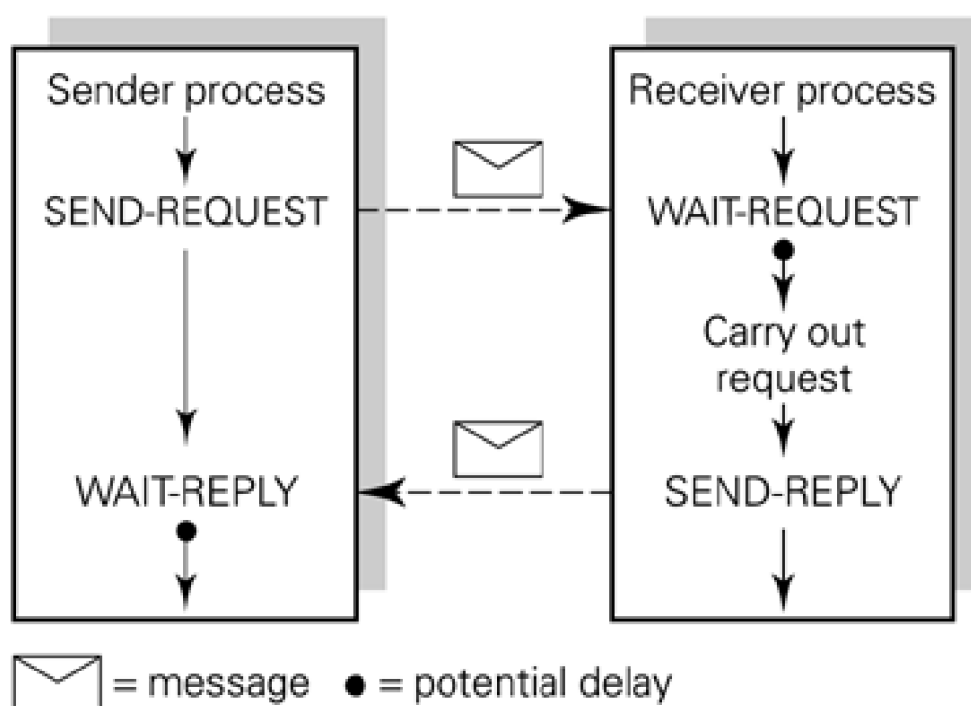 Sender process
SEND-REQUEST
WAIT-REPLY
Receiver process
WAIT-REQUEST
Carry out
request
SEND-REPLY
= message ● = potential delay